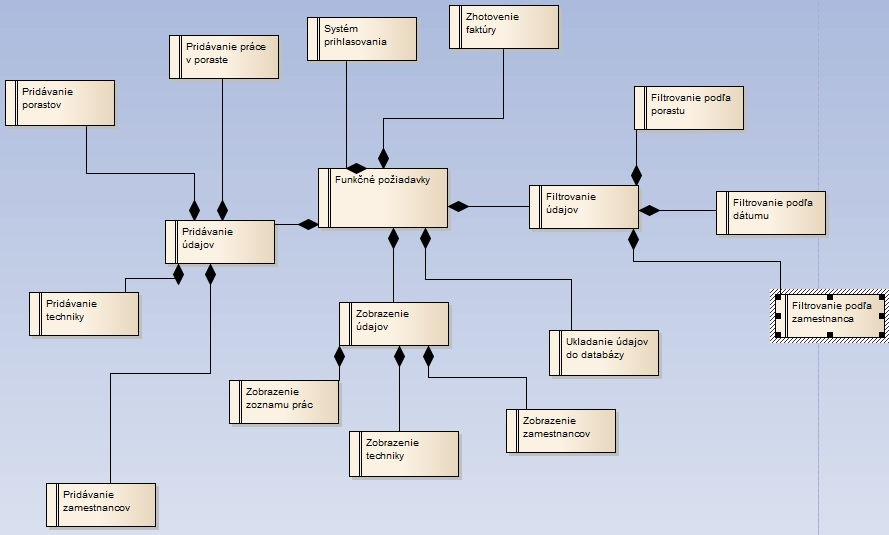 Zhotovenie
faktúry
Systém
prihlasovania
Pridávanie práce
v poraste
Pridávanie
porastov
Filtrovanie podľa
porastu
Funkčné požiadavky
Filtrovanie
údajov
Filtrovanie podľa
dátumu
Pridávanie
údajov
Pridávanie
techniky
Zobrazenie
údajov
Filtrovanie podľa
zamestnanca
Ukladanie údajov
do databázy
Zobrazenie
zoznamu prác
Zobrazenie
zamestnancov
Zobrazenie
techniky
Pridávanie
zamestnancov